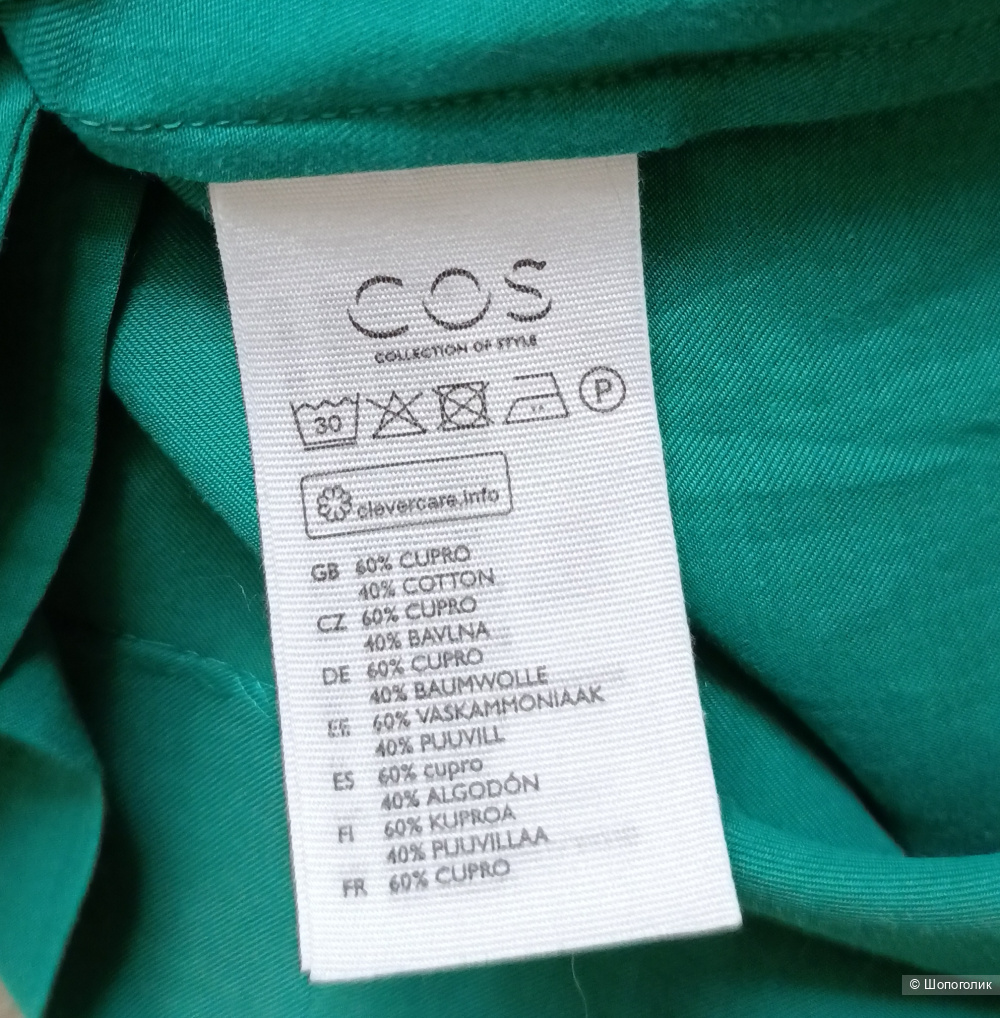 COS
COLLECTION OF STYLE
30 P
clevercare.info
GB 60% CUPRO
40% COTTON
CZ 60% CUPRO
40% BAVLNA
DE 60% CUPRO
40% BAUMWOLLE
EE 60% VASKAMMONIAAK
40% PUUVILL
ES 60% cupro
40% ALGODÓN
FI 60% KUPROA
40% PUUVILLAA
FR 60% CUPRO
© Шопоголик